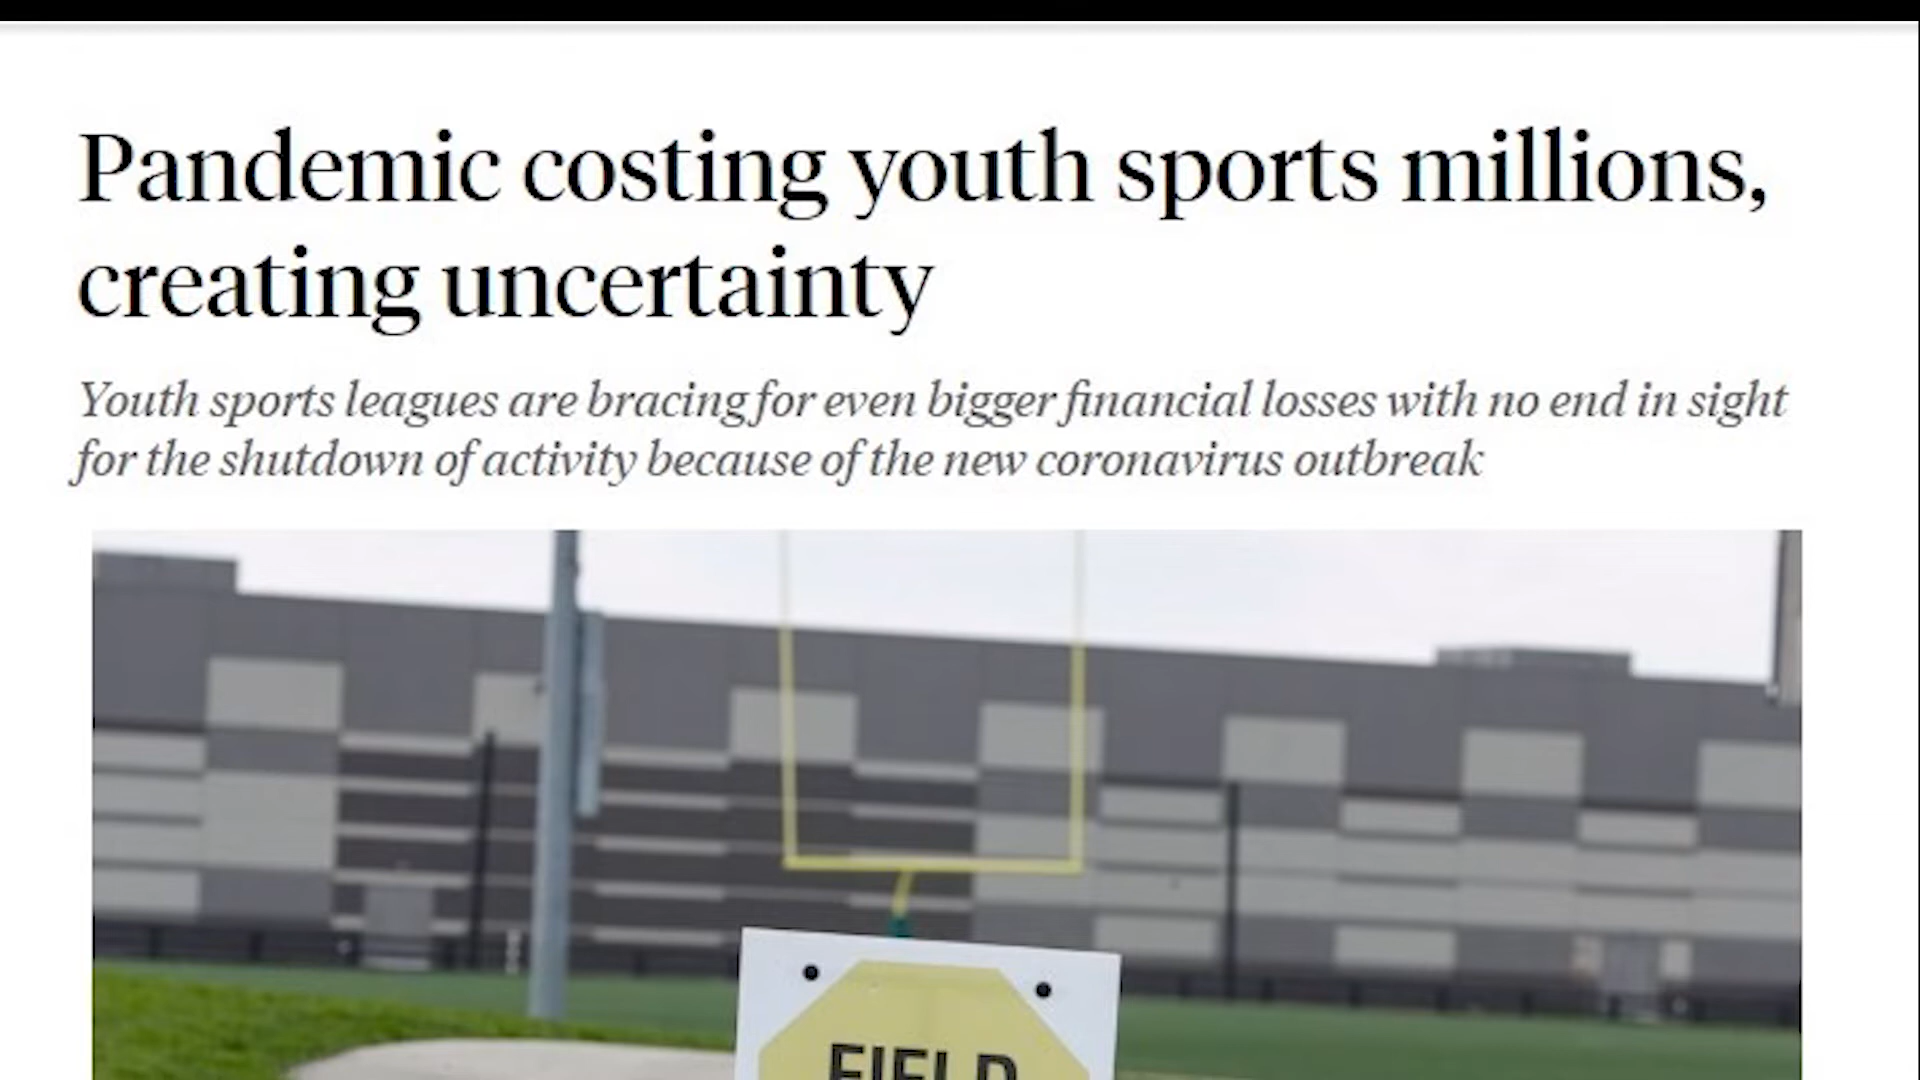 Pandemic costing youth sports millions,
creating uncertainty
Youth sports leagues are bracing for even bigger financial losses with no end in sight
for the shutdown of activity because of the new coronavirus outbreak
FIELD